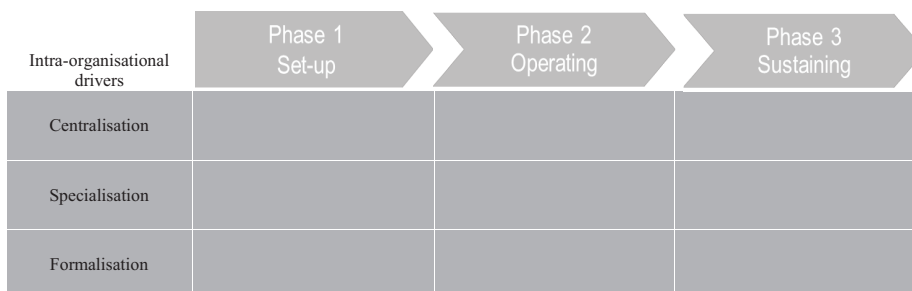 Intra-organisational
drivers
Phase 1
Set-up
Phase 2
Operating
Phase 3
Sustaining
Centralisation
Specialisation
Formalisation